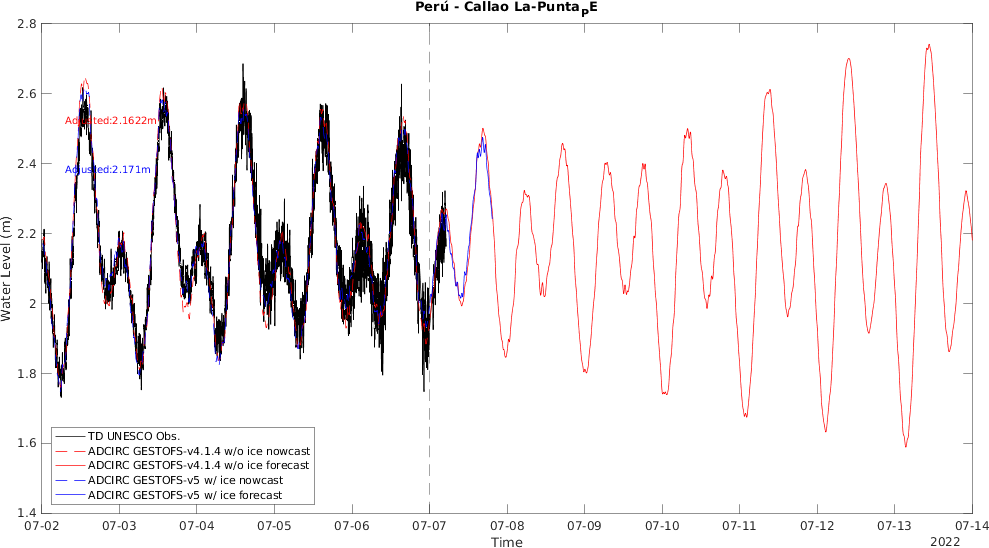 Perú - Callao La-PuntaPE
2.8
2.6
2.4
2.2
2
1.8
1.6
1.4
Water Level (m)
Adjusted:2.1622m
Adjusted:2.171m
TD UNESCO Obs.
ADCIRC GESTOFS-v4.1.4 w/o ice nowcast
ADCIRC GESTOFS-v4.1.4 w/o ice forecast
ADCIRC GESTOFS-v5 w/ ice nowcast
ADCIRC GESTOFS-v5 w/ ice forecast
07-02 07-03 07-04 07-05 07-06 07-07 07-08 07-09 07-10 07-11 07-12 07-13 07-14
Time
2022